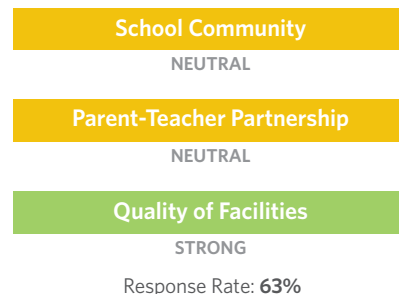 School Community
NEUTRAL
Parent-Teacher Partnership
NEUTRAL
Quality of Facilities
STRONG
Response Rate: 63%